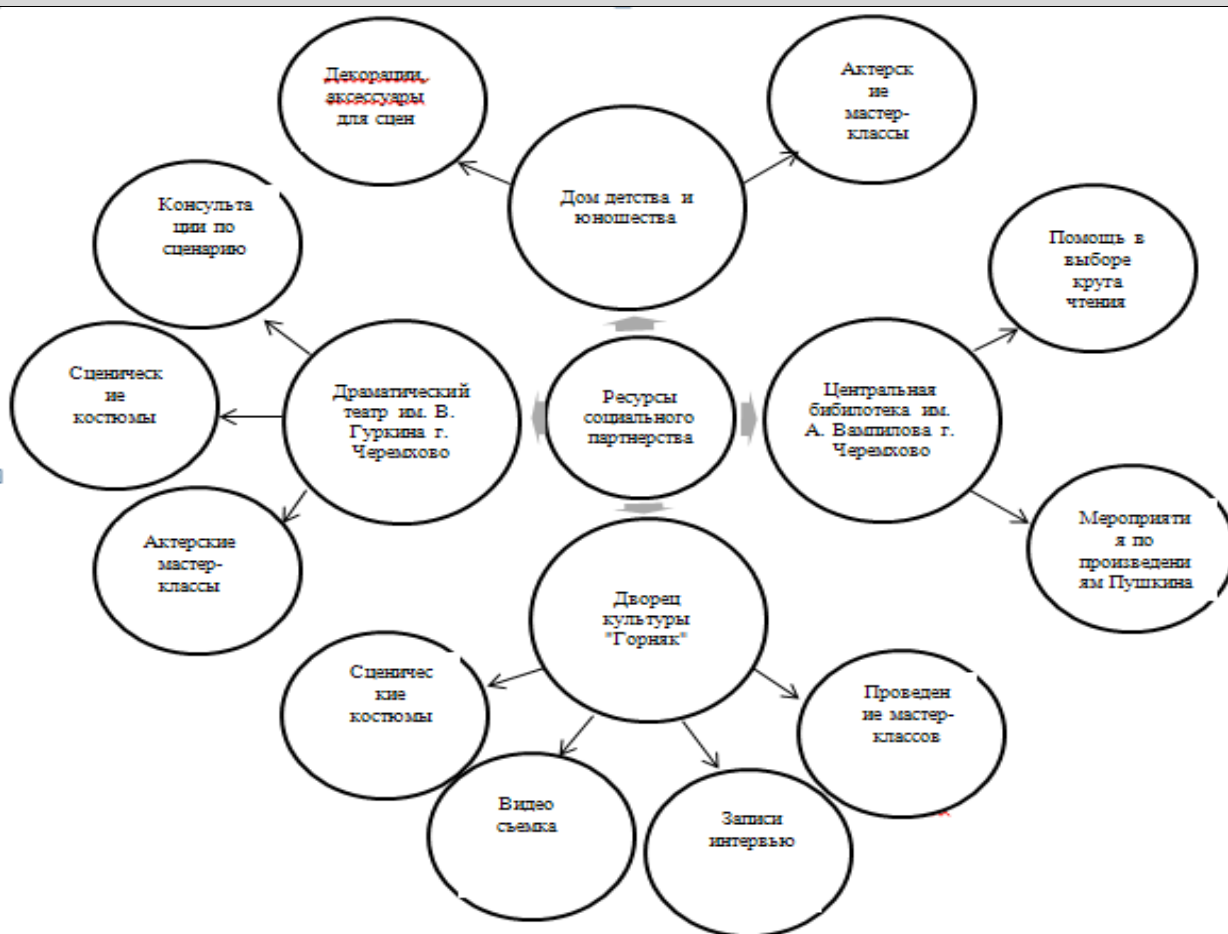 Декорации,
аксессуары
для сцен
Актерск
ие
мастер-
классы
Дом детства и
юношества
Консульта
ции по
сценарию
Помощь в
выборе
круга
чтения
Сценическ
ие
костюмы
Драматический
театр им. В.
Гуркина г.
Черемхово
Ресурсы
социального
партнерства
Центральная
бибилотека им.
А. Вампилова г.
Черемхово
Актерские
мастер-
классы
Мероприяти
я по
произведени
ям Пушкина
Дворец
культуры
"Горняк"
Сценичес
кие
костюмы
Проведен
ие мастер-
классов
Видео
съемка
Записи
интервью